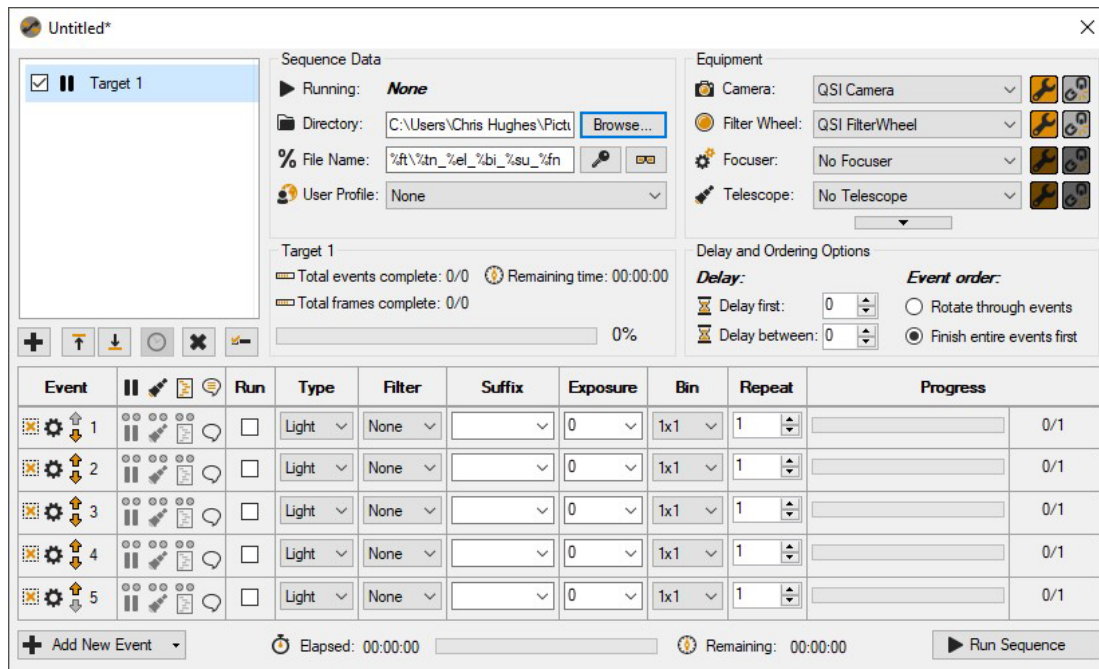 Untitled*
Target 1
Sequence Data
Running: None
Directory: C:\Users\Chris Hughes\Pictu Browse...
% File Name: %ft\%tn_%el_%bi_%su_%fn
User Profile: None
Equipment
Camera: QSI Camera
Filter Wheel: QSI FilterWheel
Focuser: No Focuser
Telescope: No Telescope
Target 1
Total events complete: 0/0 Remaining time: 00:00:00
Total frames complete: 0/0
0%
Delay and Ordering Options
Delay: Event order:
Delay first: 0 Rotate through events
Delay between: 0 Finish entire events first
Event Run Type Filter Suffix Exposure Bin Repeat Progress
1 Light None 0 1x1 1 0/1
2 Light None 0 1x1 1 0/1
3 Light None 0 1x1 1 0/1
4 Light None 0 1x1 1 0/1
5 Light None 0 1x1 1 0/1
Add New Event Elapsed: 00:00:00 Remaining: 00:00:00 Run Sequence